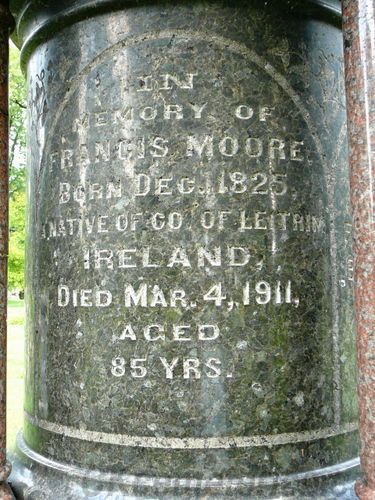 IN
MEMORY OF
FRANCIS MOORE.
BORN DEC. 1825.
A NATIVE OF CO. OF LEITRIM
IRELAND,
DIED MAR. 4, 1911,
AGED
85 YRS.